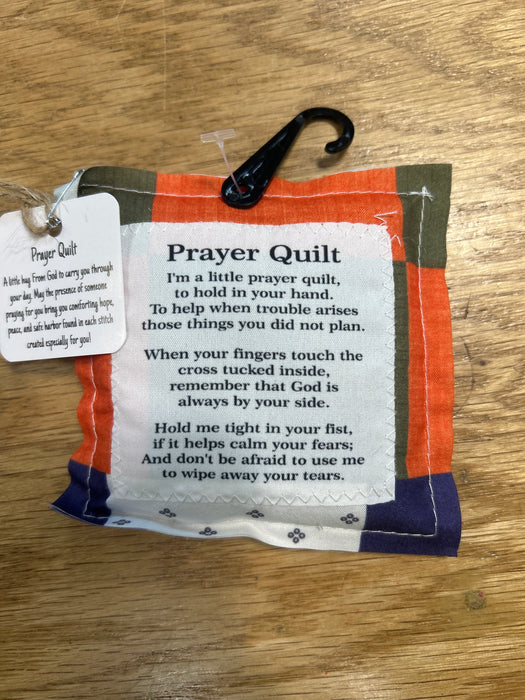 Prayer Quilt
A little hug From God to carry you through
your day. May the presence of someone
praying for you bring you comforting hope,
peace, and safe harbor found in each stitch
created especially for you!
Prayer Quilt
I'm a little prayer quilt,
to hold in your hand.
To help when trouble arises
those things you did not plan.
When your fingers touch the
cross tucked inside,
remember that God is
always by your side.
Hold me tight in your fist,
if it helps calm your fears;
And don't be afraid to use me
to wipe away your tears.